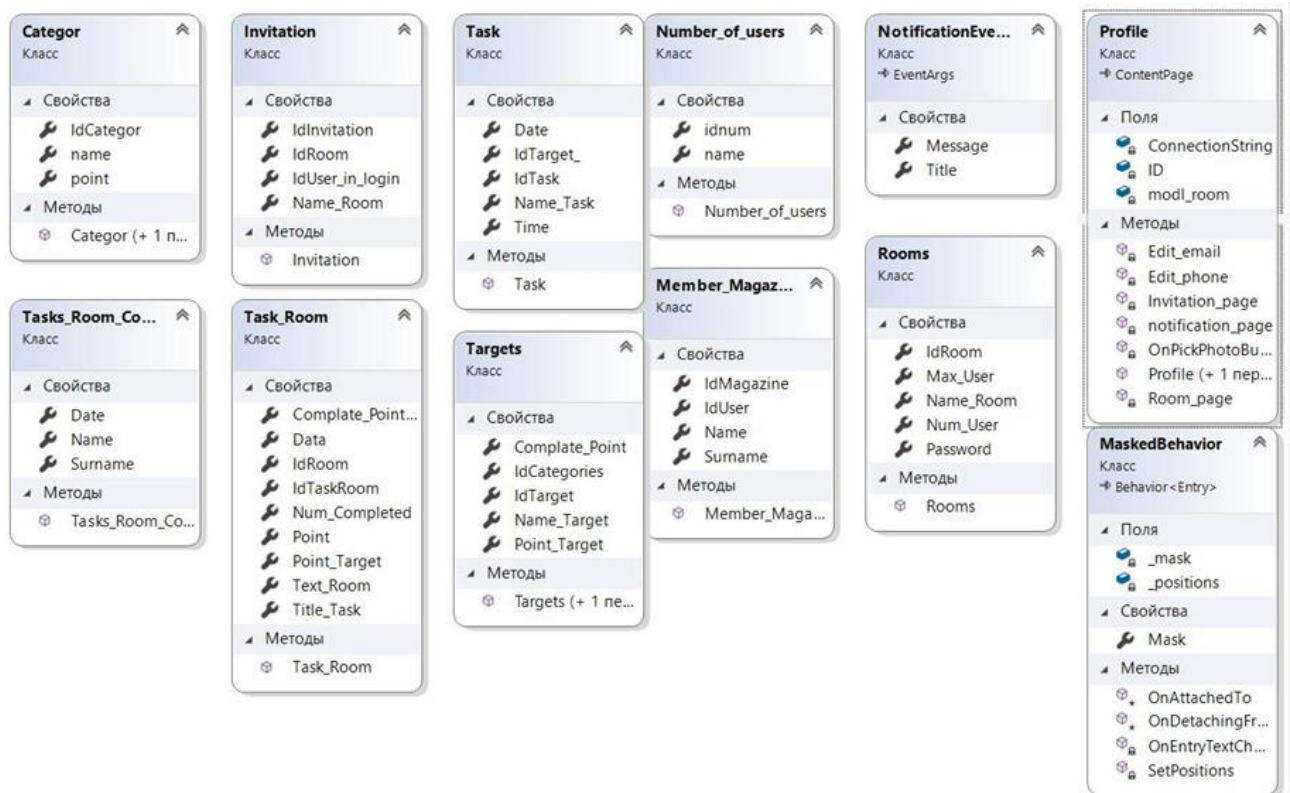 Categor
Класс
Свойства
IdCategor
name
point
Методы
Categor (+ 1 п...
Invitation
Класс
Свойства
IdInvitation
IdRoom
IdUser_in_login
Name_Room
Методы
Invitation
Task
Класс
Свойства
Date
IdTarget_
IdTask
Name_Task
Time
Методы
Task
Number_of_users
Класс
Свойства
idnum
name
Методы
Number_of_users
NotificationEve...
Класс
EventArgs
Свойства
Message
Title
Profile
Класс
ContentPage
Поля
ConnectionString
ID
modl_room
Методы
Edit_email
Edit_phone
Invitation_page
notification_page
OnPickPhotoBu...
Profile (+ 1 пер...
Room_page
Tasks_Room_Co...
Класс
Свойства
Date
Name
Surname
Методы
Tasks_Room_Co...
Task_Room
Класс
Свойства
Complate_Point...
Data
IdRoom
IdTaskRoom
Num_Completed
Point
Point_Target
Text_Room
Title_Task
Методы
Task_Room
Targets
Класс
Свойства
Complate_Point
IdCategories
IdTarget
Name_Target
Point_Target
Методы
Targets (+ 1 пе...
Member_Magaz...
Класс
Свойства
IdMagazine
IdUser
Name
Surname
Методы
Member_Maga...
Rooms
Класс
Свойства
IdRoom
Max_User
Name_Room
Num_User
Password
Методы
Rooms
MaskedBehavior
Класс
Behavior<Entry>
Поля
_mask
_positions
Свойства
Mask
Методы
OnAttachedTo
OnDetachingFr...
OnEntryTextCh...
SetPositions